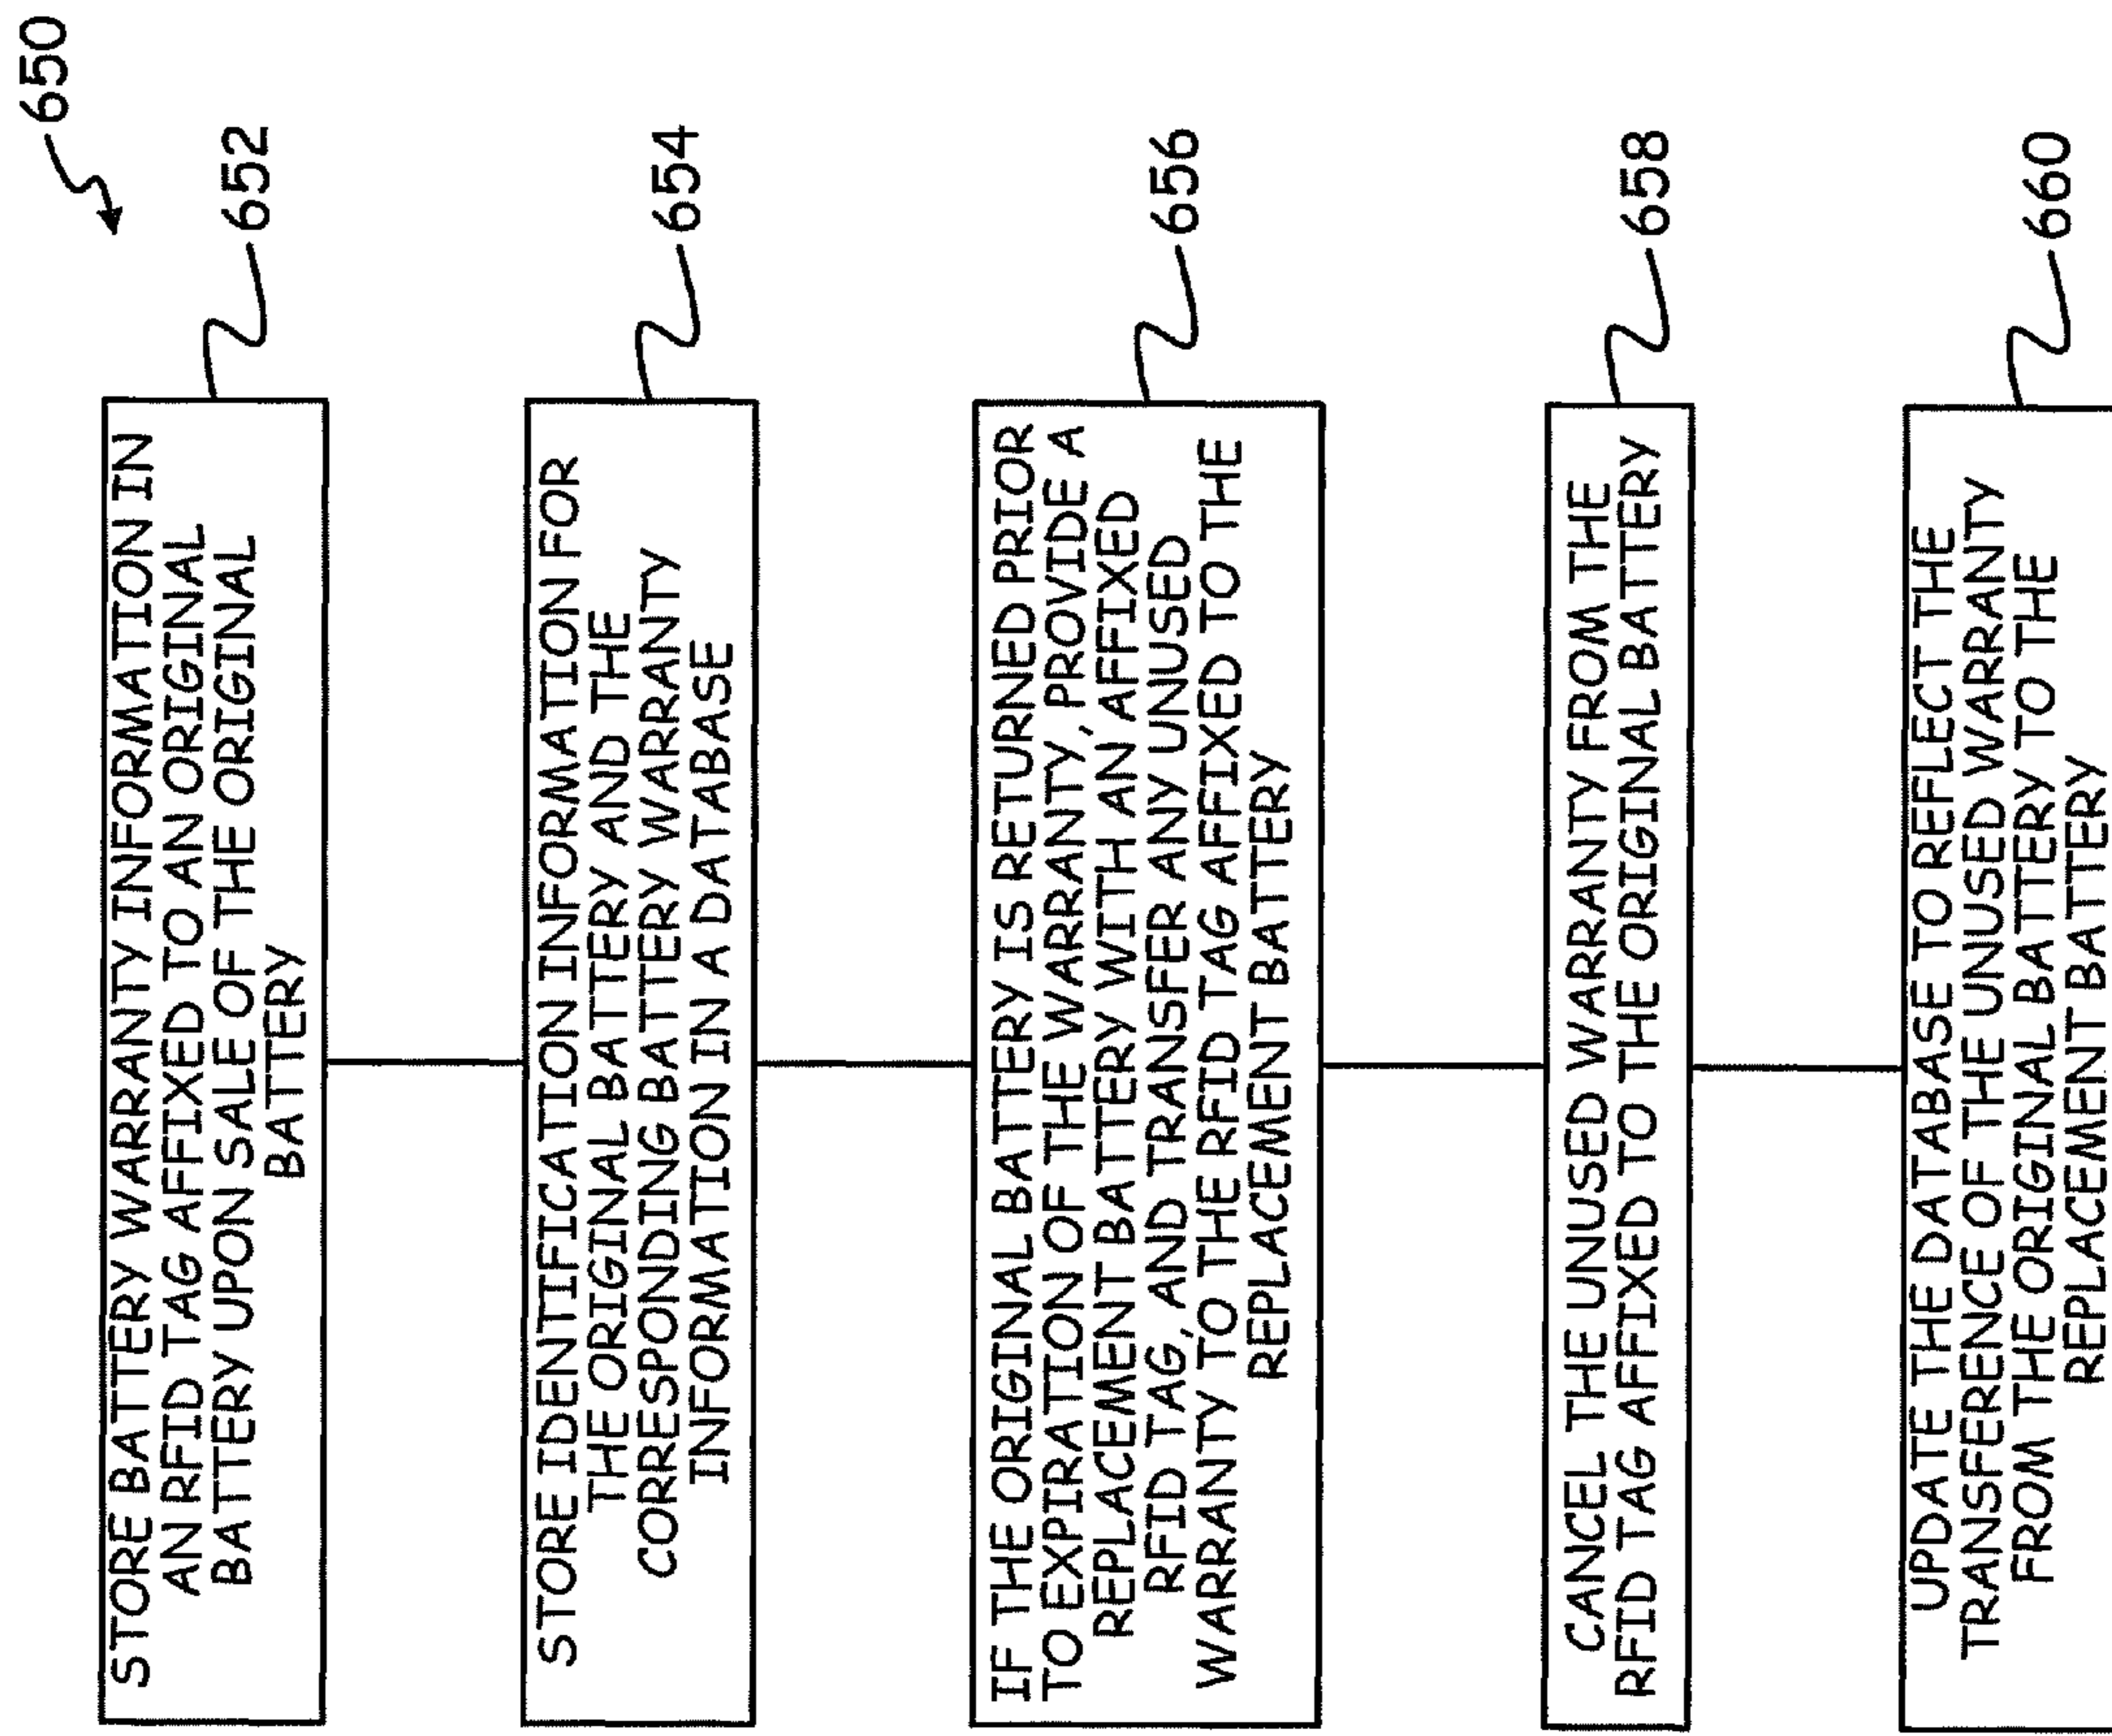 650
STORE BATTERY WARRANTY INFORMATION IN
AN RFID TAG AFFIXED TO AN ORIGINAL
BATTERY UPON SALE OF THE ORIGINAL
BATTERY
652
STORE IDENTIFICATION INFORMATION FOR
THE ORIGINAL BATTERY AND THE
CORRESPONDING BATTERY WARRANTY
INFORMATION IN A DATABASE
654
IF THE ORIGINAL BATTERY IS RETURNED PRIOR
TO EXPIRATION OF THE WARRANTY, PROVIDE A
REPLACEMENT BATTERY WITH AN AFFIXED
RFID TAG, AND TRANSFER ANY UNUSED
WARRANTY TO THE RFID TAG AFFIXED TO THE
REPLACEMENT BATTERY
656
CANCEL THE UNUSED WARRANTY FROM THE
RFID TAG AFFIXED TO THE ORIGINAL BATTERY
658
UPDATE THE DATABASE TO REFLECT THE
TRANSFERENCE OF THE UNUSED WARRANTY
FROM THE ORIGINAL BATTERY TO THE
REPLACEMENT BATTERY
660